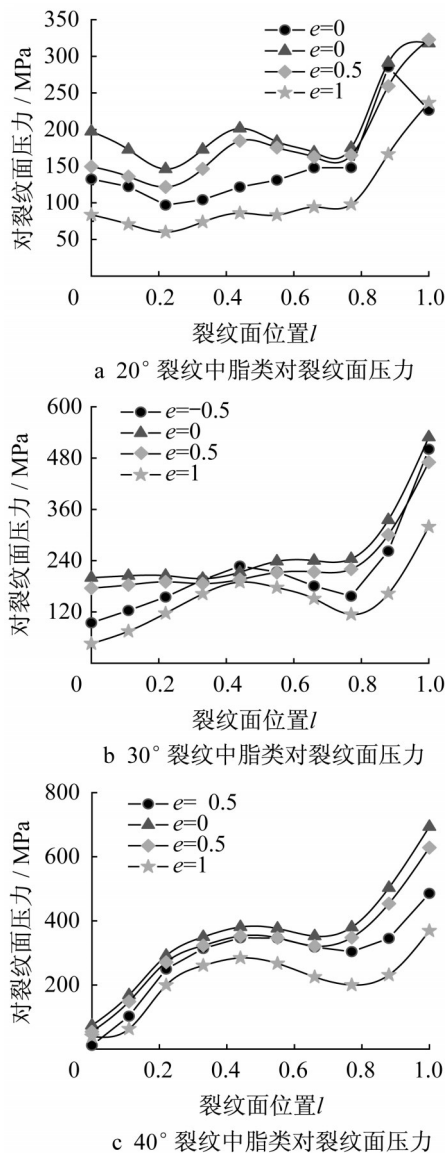 350
300
250
200
150
100
50
0
对裂纹面压力 / MPa
e=0
e=0
e=0.5
e=1
0.2 0.4 0.6 0.8 1.0
裂纹面位置l
a 20° 裂纹中脂类对裂纹面压力
600
480
360
240
120
0
对裂纹面压力 / MPa
e=−0.5
e=0
e=0.5
e=1
0.2 0.4 0.6 0.8 1.0
裂纹面位置l
b 30° 裂纹中脂类对裂纹面压力
800
600
400
200
0
对裂纹面压力 / MPa
e= 0.5
e=0
e=0.5
e=1
0.2 0.4 0.6 0.8 1.0
裂纹面位置l
c 40° 裂纹中脂类对裂纹面压力